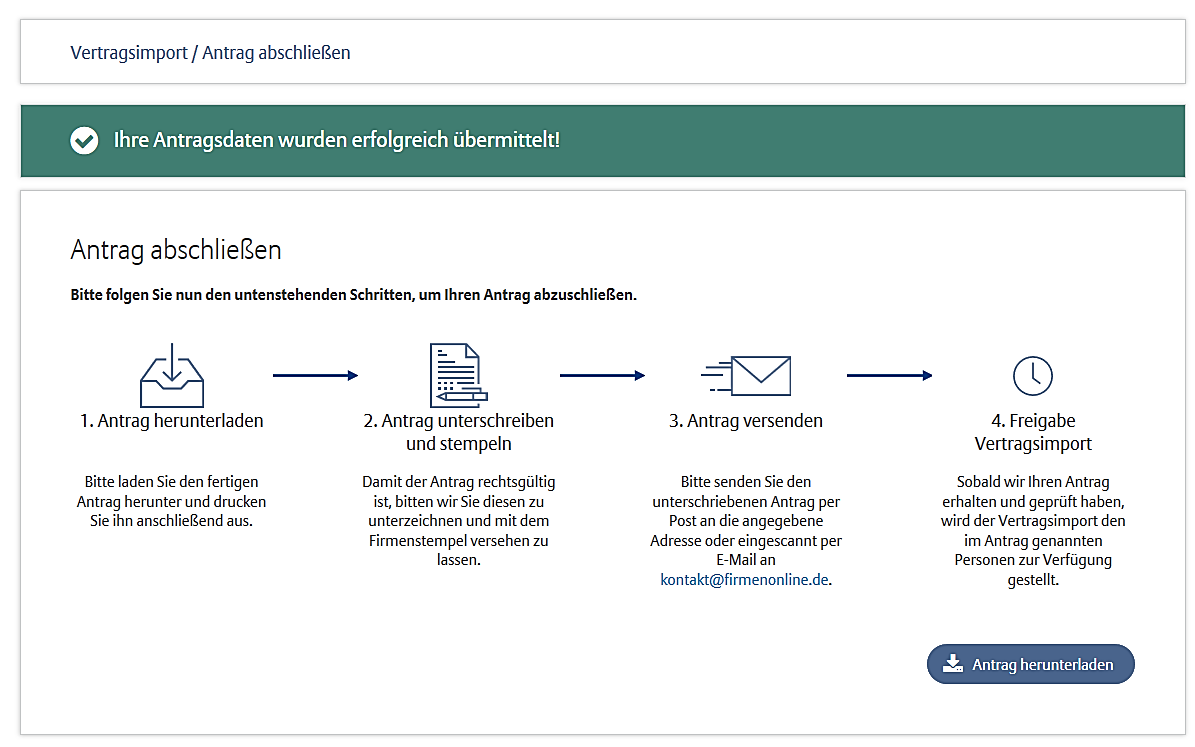 Vertragsimport / Antrag abschließen
Ihre Antragsdaten wurden erfolgreich übermittelt!
Antrag abschließen
Bitte folgen Sie nun den untenstehenden Schritten, um Ihren Antrag abzuschließen.
1. Antrag herunterladen
Bitte laden Sie den fertigen
Antrag herunter und drucken
Sie ihn anschließend aus.
2. Antrag unterschreiben
und stempeln
Damit der Antrag rechtsgültig
ist, bitten wir Sie diesen zu
unterzeichnen und mit dem
Firmenstempel versehen zu
lassen.
3. Antrag versenden
Bitte senden Sie den
unterschriebenen Antrag per
Post an die angegebene
Adresse oder eingescannt per
E-Mail an
kontakt@firmenonline.de.
4. Freigabe
Vertragsimport
Sobald wir Ihren Antrag
erhalten und geprüft haben,
wird der Vertragsimport den
im Antrag genannten
Personen zur Verfügung
gestellt.
Antrag herunterladen